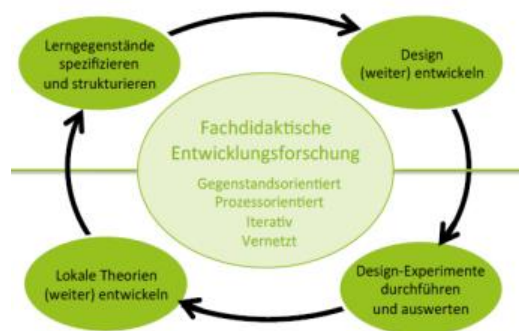 Lerngegenstände
spezifizieren
und strukturieren
Design
(weiter) entwickeln
Fachdidaktische
Entwicklungsforschung
Gegenstandsorientiert
Prozessorientiert
Iterativ
Vernetzt
Lokale Theorien
(weiter) entwickeln
Design-Experimente
durchführen
und auswerten